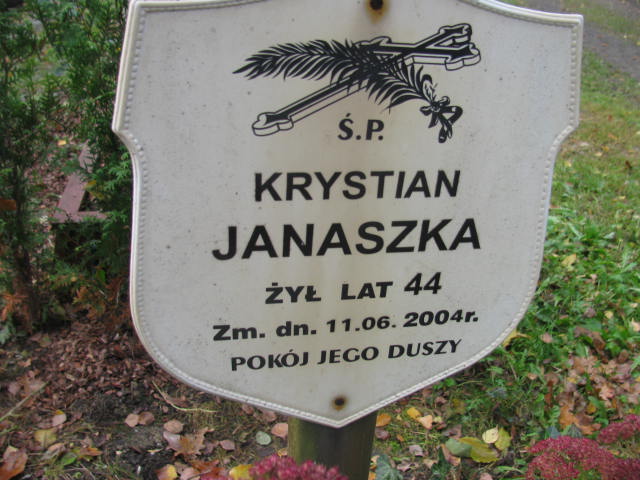 Ś.P.
KRYSTIAN
JANASZKA
ŻYŁ LAT 44
Zm. dn. 11.06. 2004r.
POKÓJ JEGO DUSZY